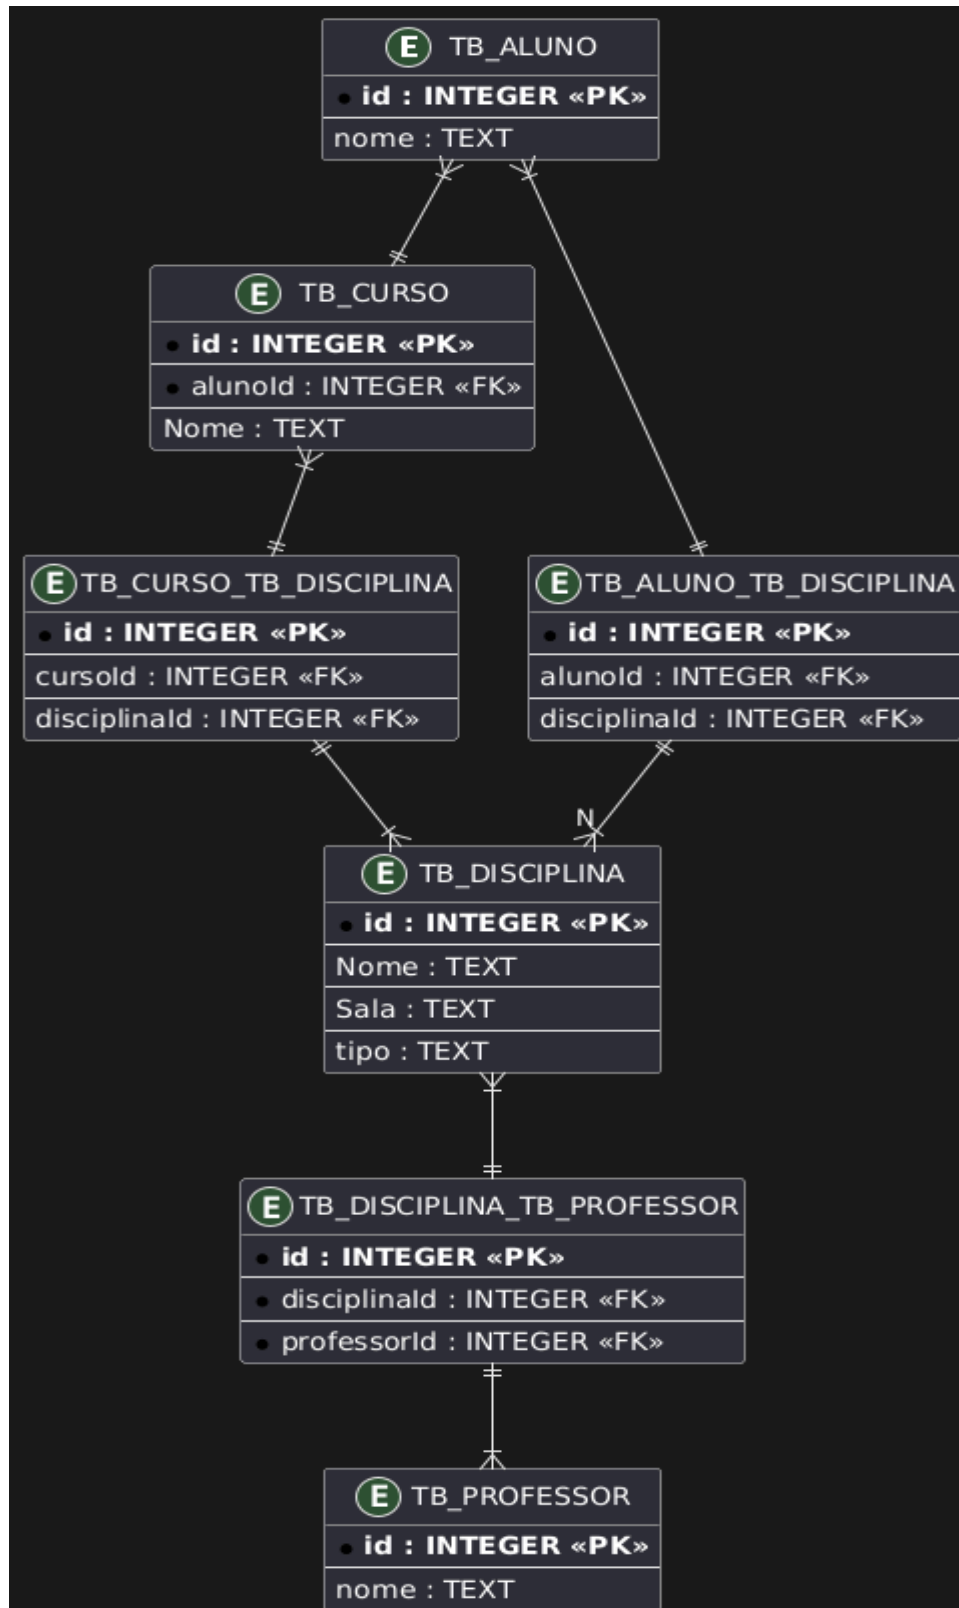 E TB_ALUNO
id : INTEGER «PK»
nome : TEXT
E TB_CURSO
id : INTEGER «PK»
alunoId : INTEGER «FK»
Nome : TEXT
E TB_CURSO_TB_DISCIPLINA
id : INTEGER «PK»
cursoId : INTEGER «FK»
disciplinaId : INTEGER «FK»
E TB_ALUNO_TB_DISCIPLINA
id : INTEGER «PK»
alunoId : INTEGER «FK»
disciplinaId : INTEGER «FK»
N
E TB_DISCIPLINA
id : INTEGER «PK»
Nome : TEXT
Sala : TEXT
tipo : TEXT
E TB_DISCIPLINA_TB_PROFESSOR
id : INTEGER «PK»
disciplinaId : INTEGER «FK»
professorId : INTEGER «FK»
E TB_PROFESSOR
id : INTEGER «PK»
nome : TEXT